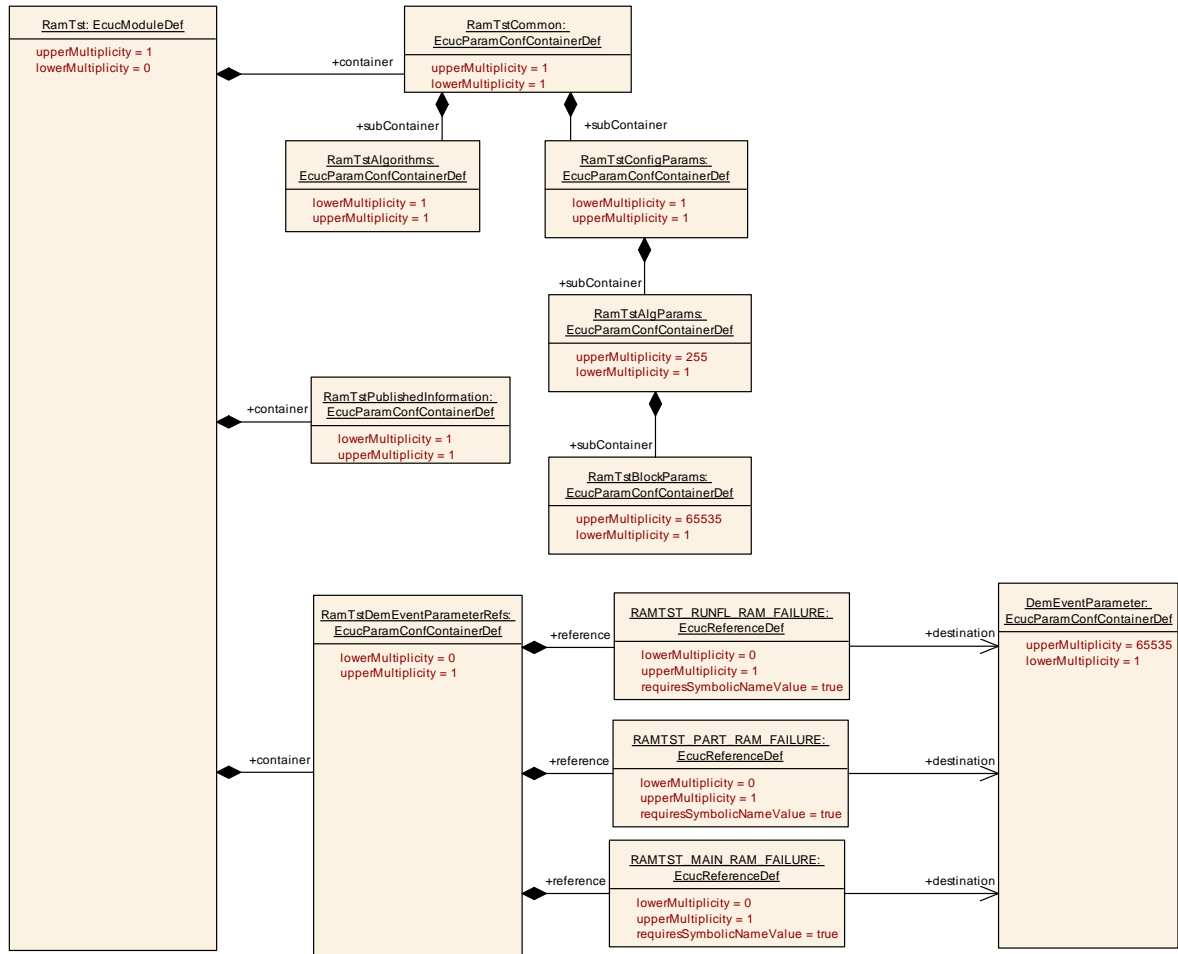 RamTst: EcucModuleDef
upperMultiplicity = 1
lowerMultiplicity = 0
+container
RamTstCommon:
EcucParamConfContainerDef
upperMultiplicity = 1
lowerMultiplicity = 1
+subContainer
+subContainer
RamTstAlgorithms:
EcucParamConfContainerDef
lowerMultiplicity = 1
upperMultiplicity = 1
RamTstConfigParams:
EcucParamConfContainerDef
lowerMultiplicity = 1
upperMultiplicity = 1
+subContainer
RamTstAlgParams:
EcucParamConfContainerDef
upperMultiplicity = 255
lowerMultiplicity = 1
+container
RamTstPublishedInformation:
EcucParamConfContainerDef
lowerMultiplicity = 1
upperMultiplicity = 1
+subContainer
RamTstBlockParams:
EcucParamConfContainerDef
upperMultiplicity = 65535
lowerMultiplicity = 1
+container
RamTstDemEventParameterRefs:
EcucParamConfContainerDef
lowerMultiplicity = 0
upperMultiplicity = 1
+reference
RAMTST_RUNFL_RAM_FAILURE:
EcucReferenceDef
lowerMultiplicity = 0
upperMultiplicity = 1
requiresSymbolicNameValue = true
+destination
DemEventParameter:
EcucParamConfContainerDef
upperMultiplicity = 65535
lowerMultiplicity = 1
+reference
RAMTST_PART_RAM_FAILURE:
EcucReferenceDef
lowerMultiplicity = 0
upperMultiplicity = 1
requiresSymbolicNameValue = true
+destination
+reference
RAMTST_MAIN_RAM_FAILURE:
EcucReferenceDef
lowerMultiplicity = 0
upperMultiplicity = 1
requiresSymbolicNameValue = true
+destination